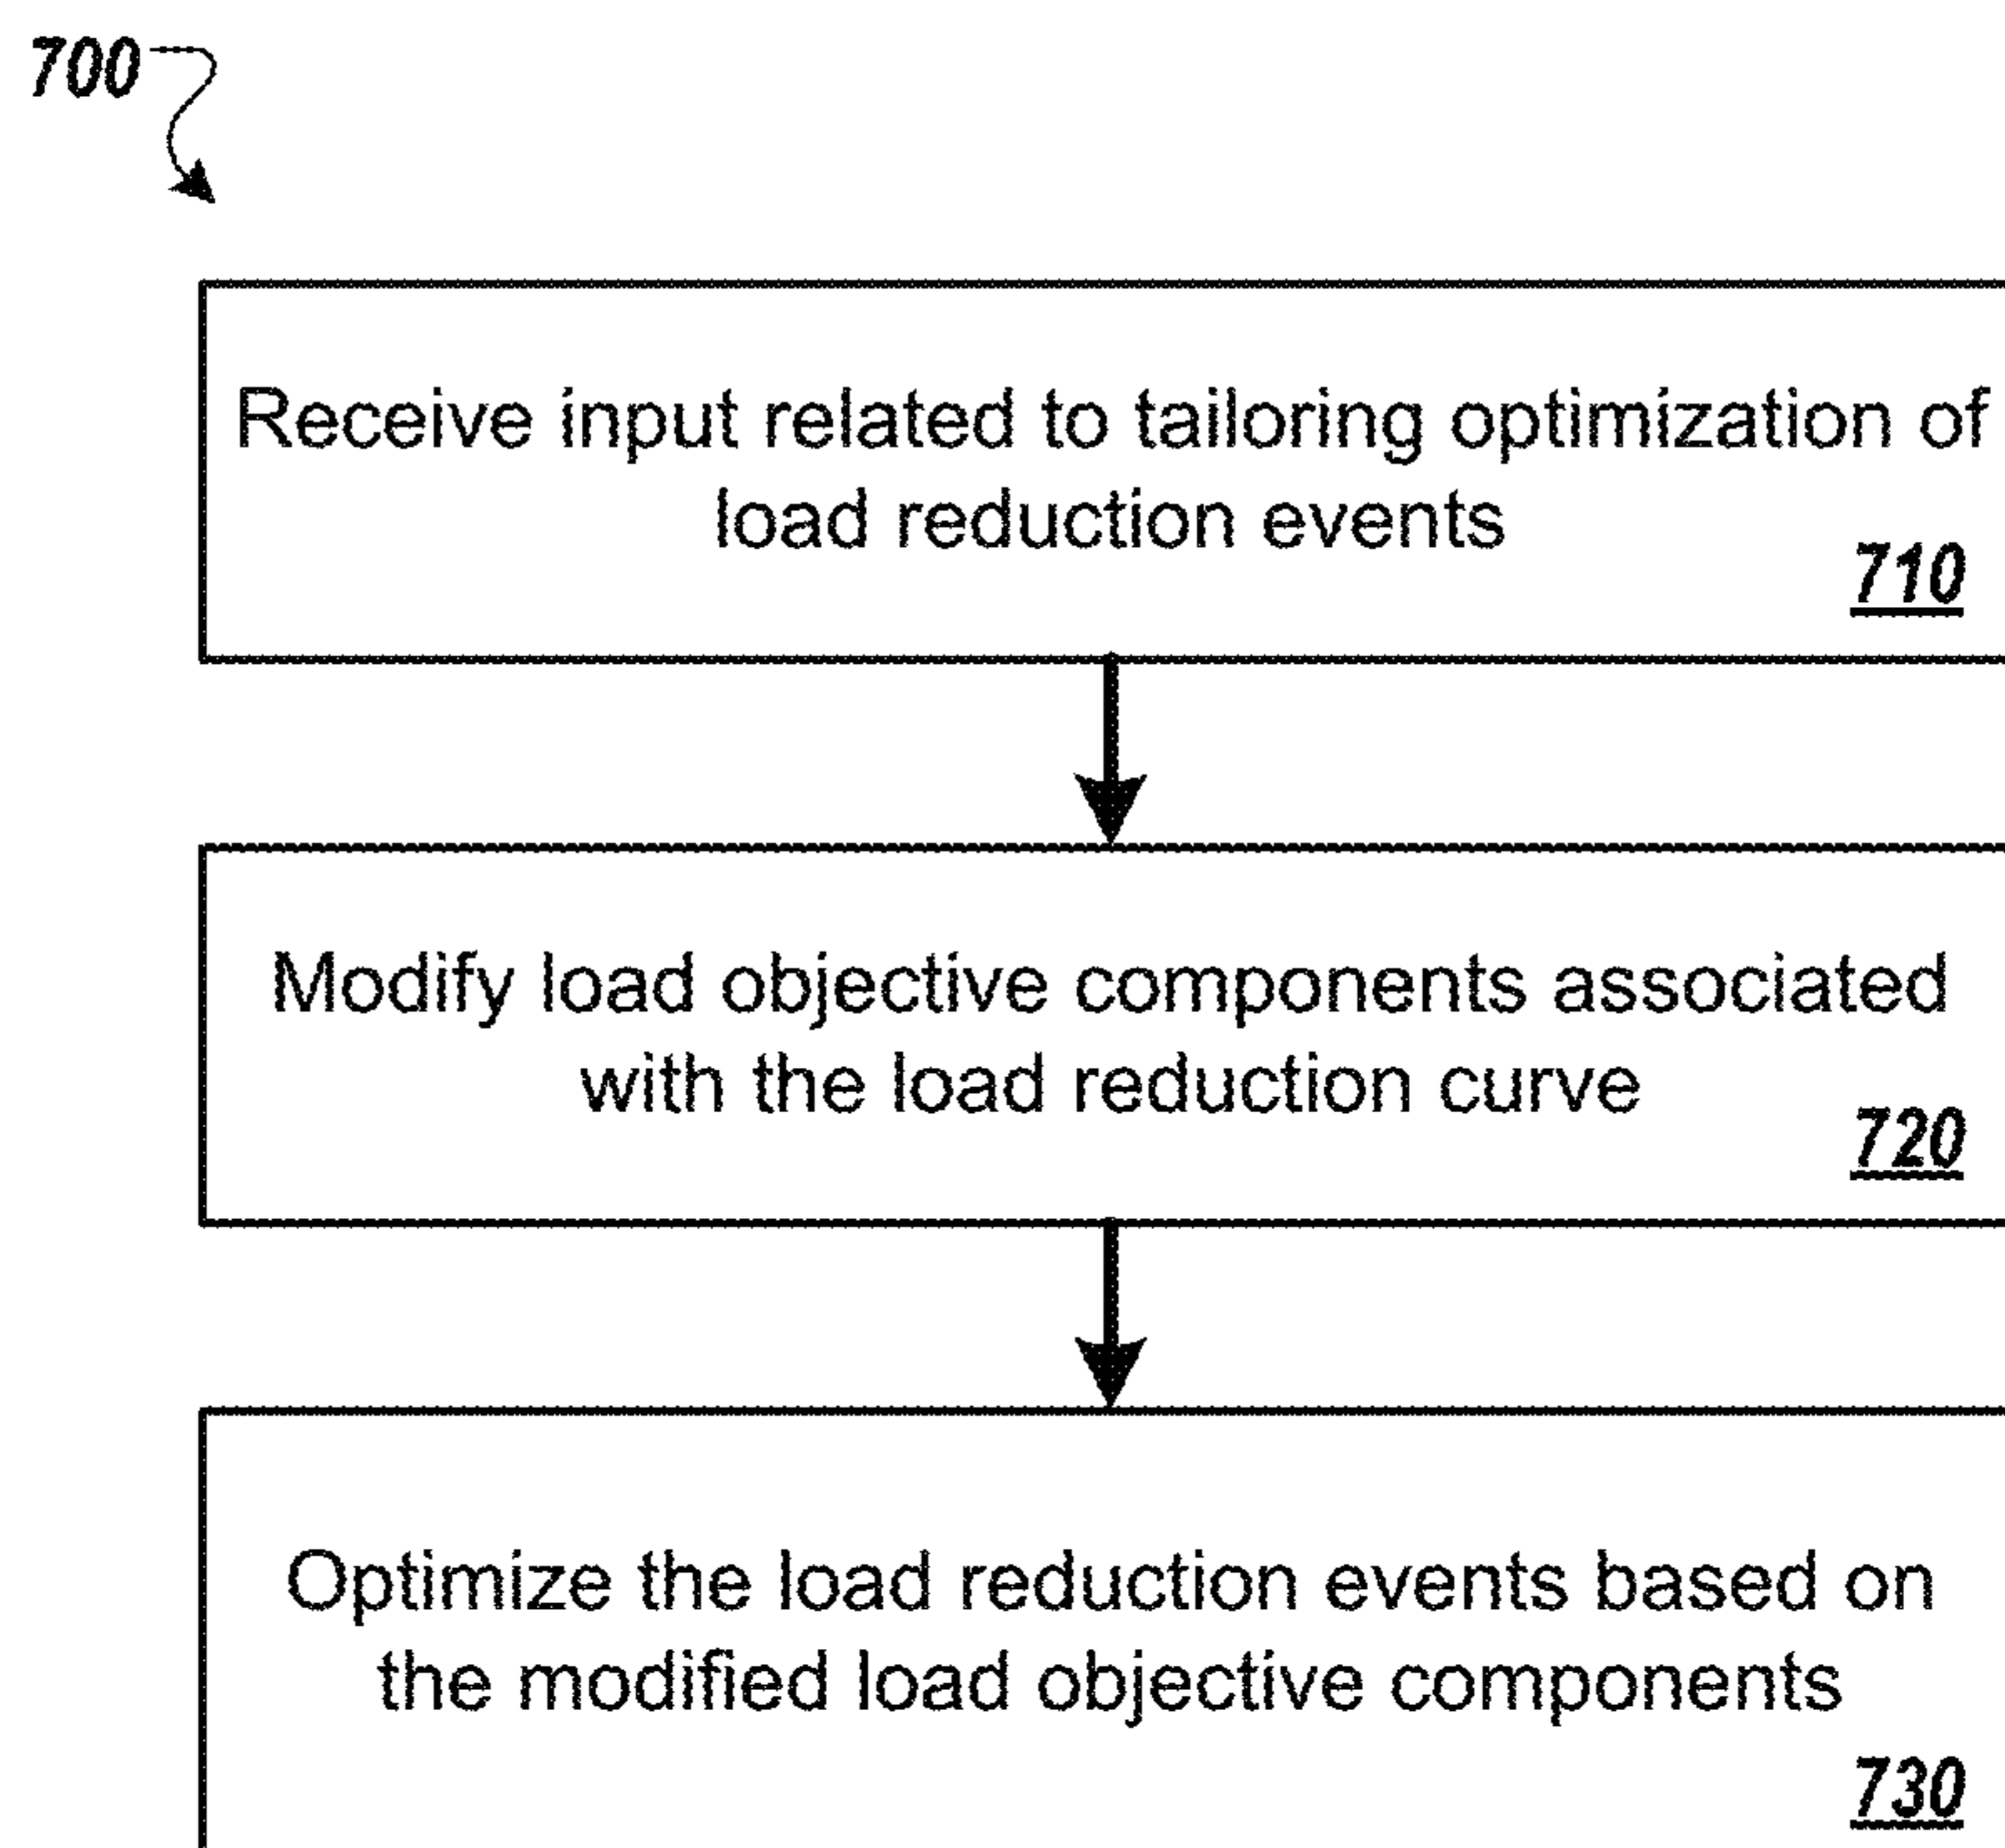 700
Receive input related to tailoring optimization of
load reduction events
710
Modify load objective components associated
with the load reduction curve
720
Optimize the load reduction events based on
the modified load objective components
730